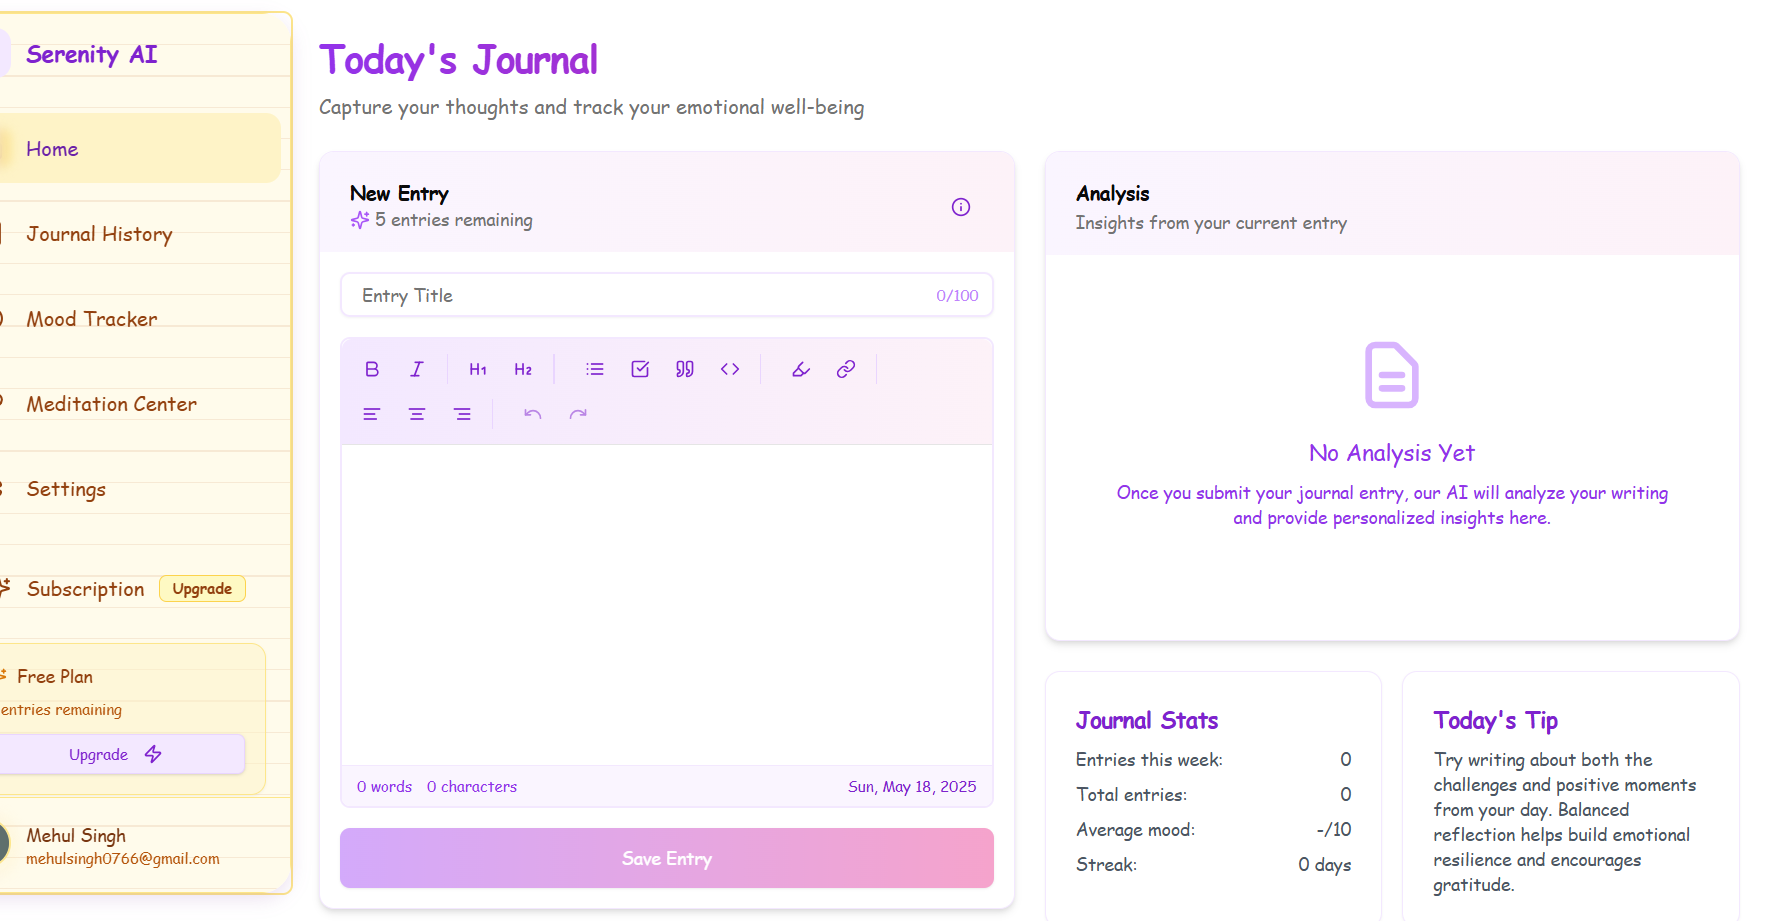 Serenity AI
Home
Journal History
Mood Tracker
Meditation Center
Settings
Subscription Upgrade
Free Plan
entries remaining
Upgrade
Mehul Singh
mehulsingh0766@gmail.com
Today's Journal
Capture your thoughts and track your emotional well-being
New Entry
5 entries remaining
Entry Title 0/100
B I H1 H2
0 words 0 characters Sun, May 18, 2025
Save Entry
Analysis
Insights from your current entry
No Analysis Yet
Once you submit your journal entry, our AI will analyze your writing
and provide personalized insights here.
Journal Stats
Entries this week: 0
Total entries: 0
Average mood: -/10
Streak: 0 days
Today's Tip
Try writing about both the
challenges and positive moments
from your day. Balanced
reflection helps build emotional
resilience and encourages
gratitude.